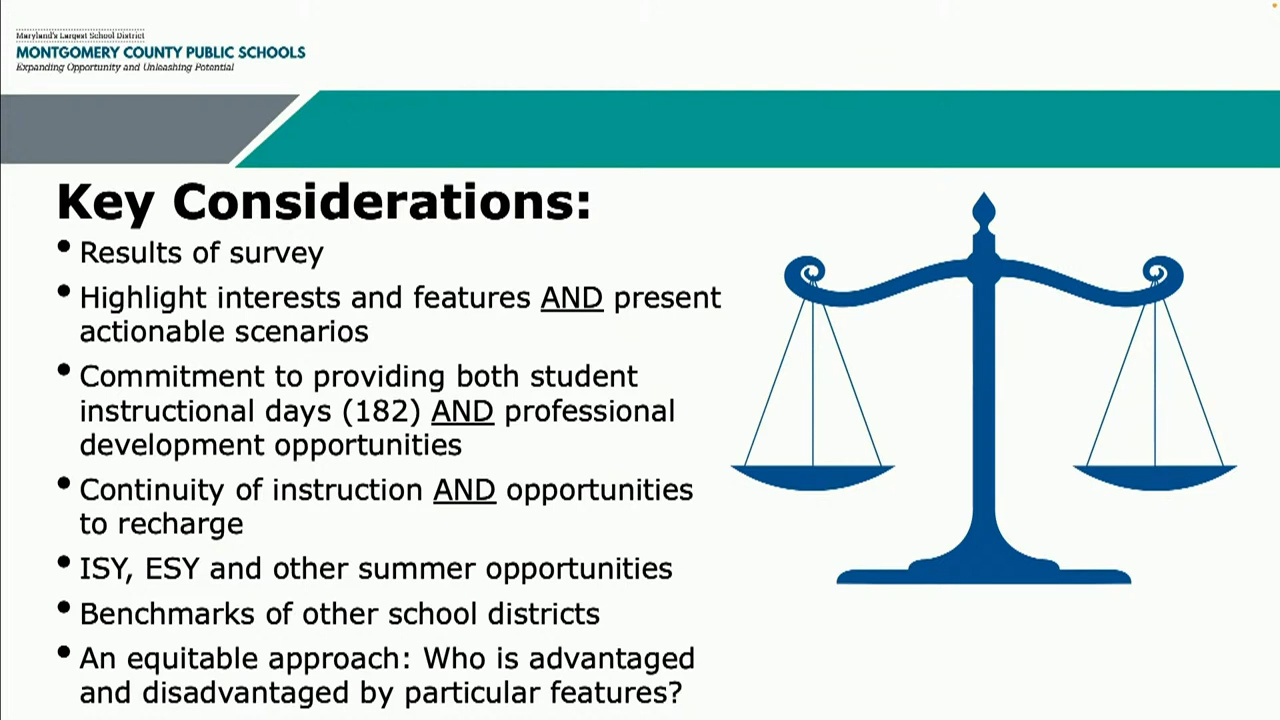 Maryland's Largest School District
MONTGOMERY COUNTY PUBLIC SCHOOLS
Expanding Opportunity and Unleashing Potential
Key Considerations:
• Results of survey
• Highlight interests and features AND present
actionable scenarios
• Commitment to providing both student
instructional days (182) AND professional
development opportunities
• Continuity of instruction AND opportunities
to recharge
• ISY, ESY and other summer opportunities
• Benchmarks of other school districts
• An equitable approach: Who is advantaged
and disadvantaged by particular features?